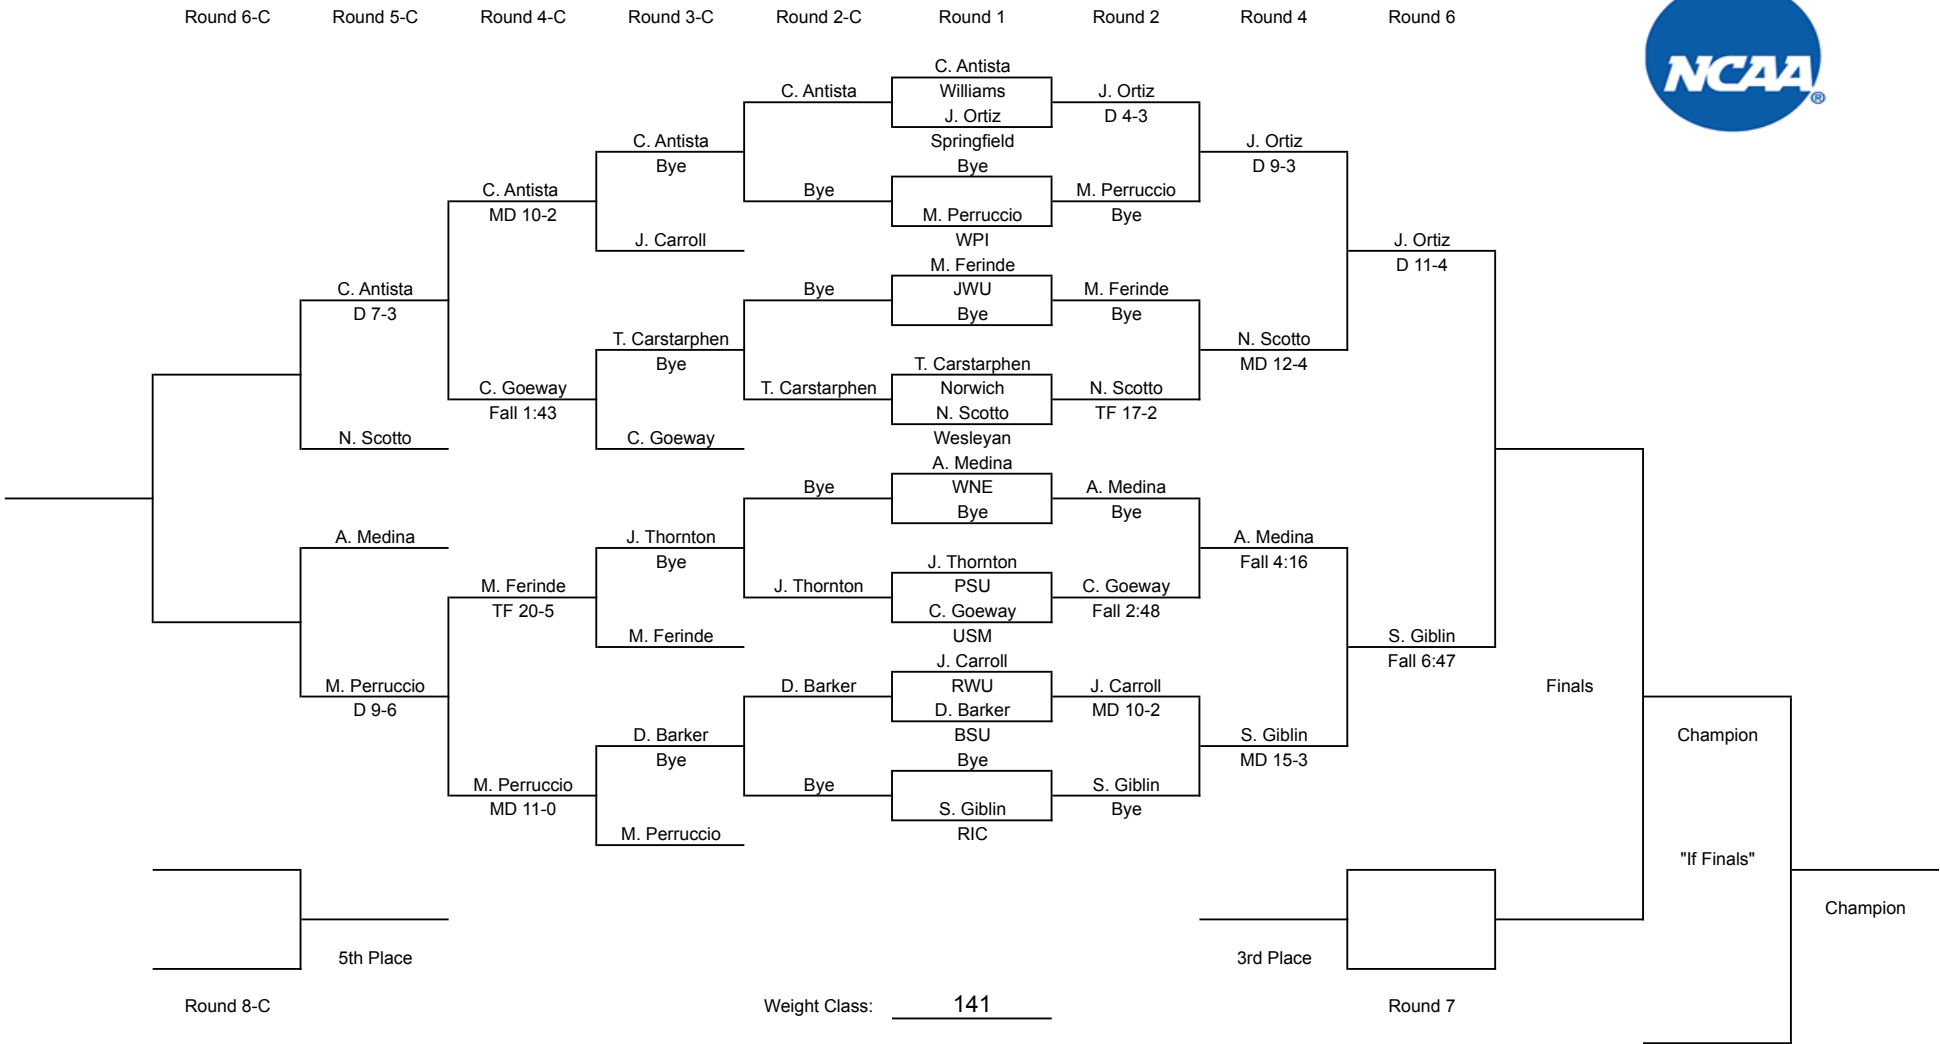 Round 6-C Round 5-C Round 4-C Round 3-C Round 2-C Round 1 Round 2 Round 4 Round 6
NCAA®
C. Antista
C. Antista Williams J. Ortiz
J. Ortiz D 4-3
C. Antista Springfield J. Ortiz
Bye Bye D 9-3
C. Antista Bye M. Perruccio
MD 10-2 M. Perruccio Bye
J. Carroll WPI J. Ortiz
M. Ferinde D 11-4
C. Antista Bye JWU M. Ferinde
D 7-3 Bye Bye
T. Carstarphen N. Scotto
Bye T. Carstarphen MD 12-4
C. Goeway T. Carstarphen Norwich N. Scotto
Fall 1:43 N. Scotto TF 17-2
N. Scotto C. Goeway Wesleyan
A. Medina
Bye WNE A. Medina
Bye Bye
A. Medina J. Thornton A. Medina
Bye J. Thornton Fall 4:16
M. Ferinde J. Thornton PSU C. Goeway
TF 20-5 C. Goeway Fall 2:48
M. Ferinde USM S. Giblin
J. Carroll Fall 6:47
M. Perruccio D. Barker RWU J. Carroll Finals
D 9-6 D. Barker MD 10-2
D. Barker BSU S. Giblin Champion
Bye Bye MD 15-3
M. Perruccio Bye S. Giblin
MD 11-0 S. Giblin Bye
M. Perruccio RIC
"If Finals"
Champion
5th Place 3rd Place
Round 8-C Weight Class: 141 Round 7